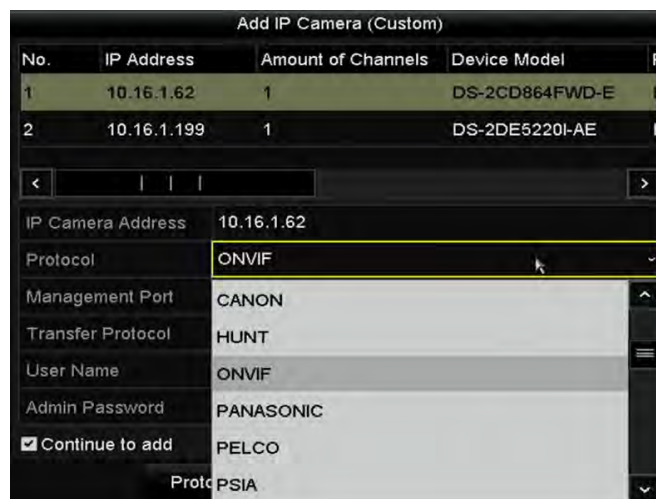 Add IP Camera (Custom)
No. IP Address Amount of Channels Device Model
1 10.16.1.62 1 DS-2CD864FWD-E
2 10.16.1.199 1 DS-2DE5220I-AE
IP Camera Address 10.16.1.62
Protocol ONVIF
Management Port CANON
Transfer Protocol HUNT
User Name ONVIF
Admin Password PANASONIC
Continue to add PELCO
PSIA